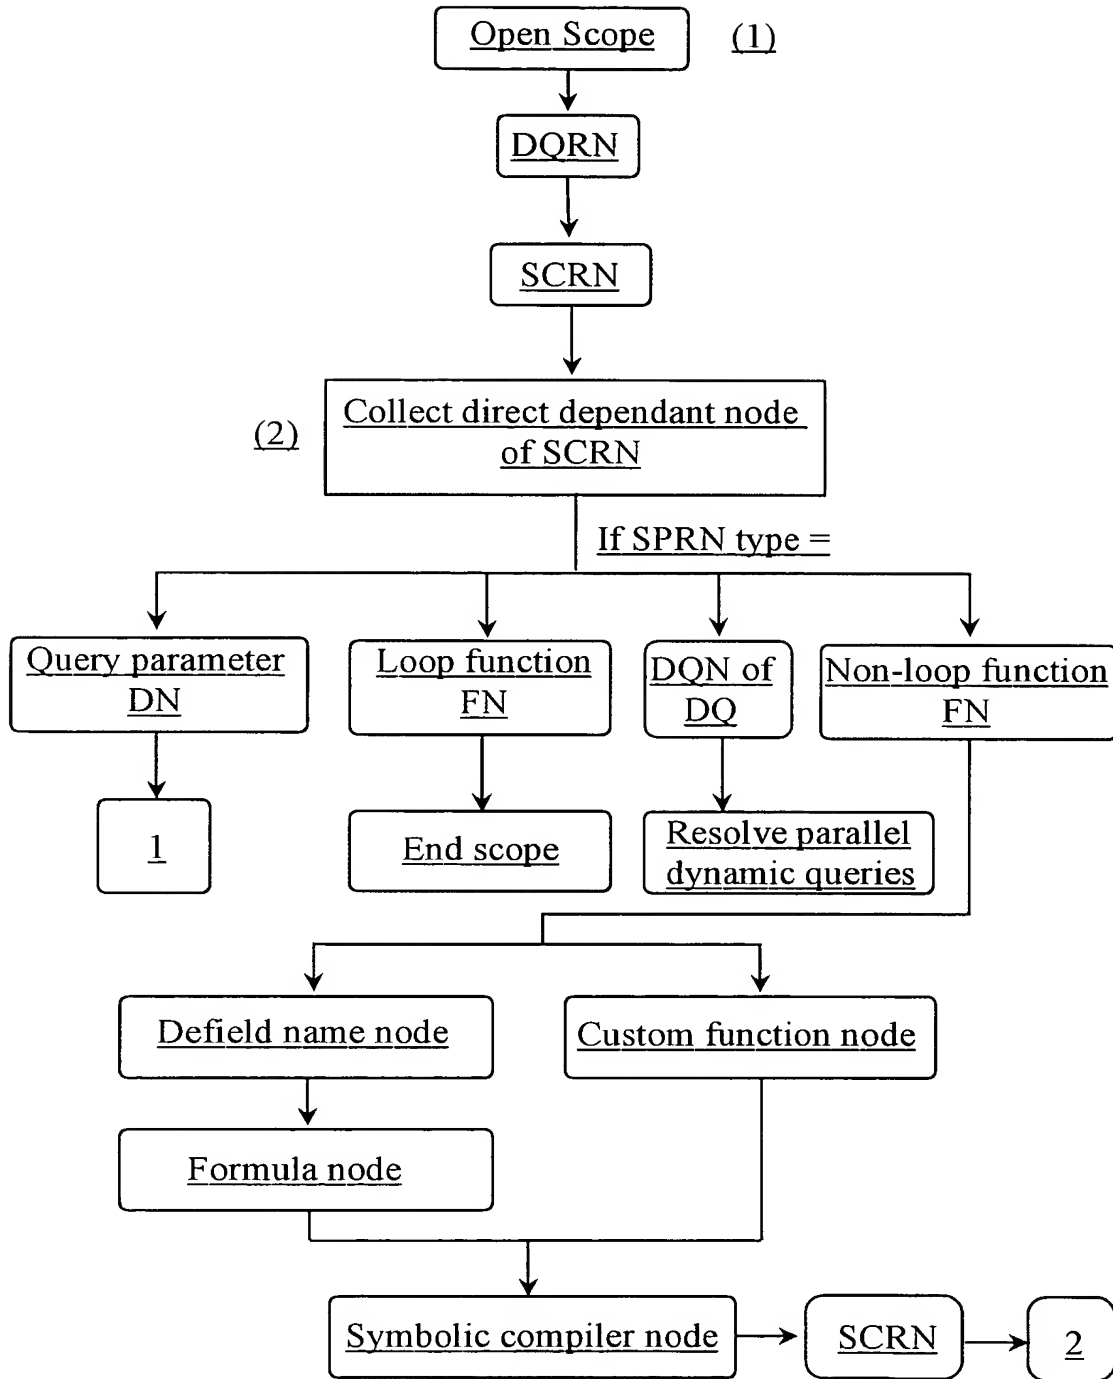 Open Scope (1)
DQRN
SCRN
(2)
Collect direct dependant node
of SCRN
If SPRN type =
Query parameter
DN
Loop function
FN
DQN of
DQ
Non-loop function
FN
1
End scope
Resolve parallel
dynamic queries
Defield name node
Custom function node
Formula node
Symbolic compiler node
SCRN
2